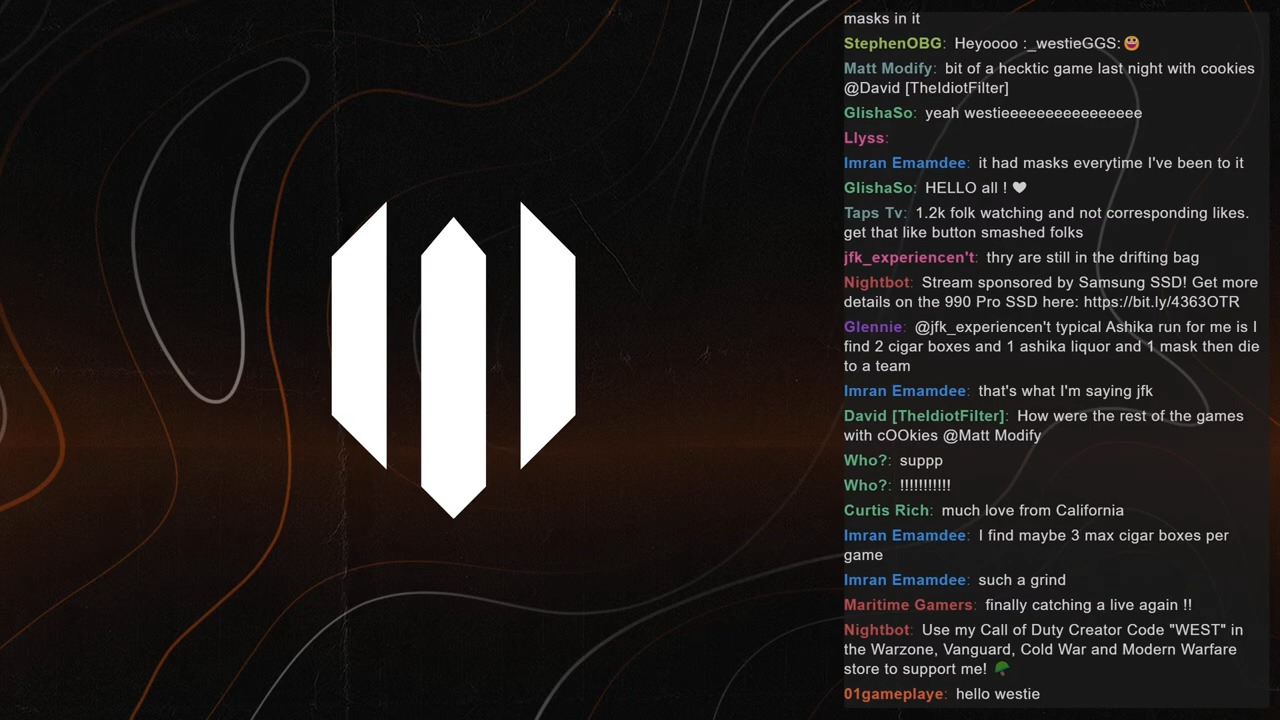 masks in it
StephenOBG: Heyoooo :_westieGGS:😃
Matt Modify: bit of a hecktic game last night with cookies
@David [TheIdiotFilter]
GlishaSo: yeah westieeeeeeeeeeeeeeee
Llyss:
Imran Emamdee: it had masks everytime I've been to it
GlishaSo: HELLO all ! ❤
Taps Tv: 1.2k folk watching and not corresponding likes.
get that like button smashed folks
jfk_experiencen't: thry are still in the drifting bag
Nightbot: Stream sponsored by Samsung SSD! Get more
details on the 990 Pro SSD here: https://bit.ly/4363OTR
Glennie: @jfk_experiencen't typical Ashika run for me is I
find 2 cigar boxes and 1 ashika liquor and 1 mask then die
to a team
Imran Emamdee: that's what I'm saying jfk
David [TheIdiotFilter]: How were the rest of the games
with cOOkies @Matt Modify
Who?: suppp
Who?: !!!!!!!!!!!
Curtis Rich: much love from California
Imran Emamdee: I find maybe 3 max cigar boxes per
game
Imran Emamdee: such a grind
Maritime Gamers: finally catching a live again !!
Nightbot: Use my Call of Duty Creator Code "WEST" in
the Warzone, Vanguard, Cold War and Modern Warfare
store to support me! 🪂
01gameplaye: hello westie